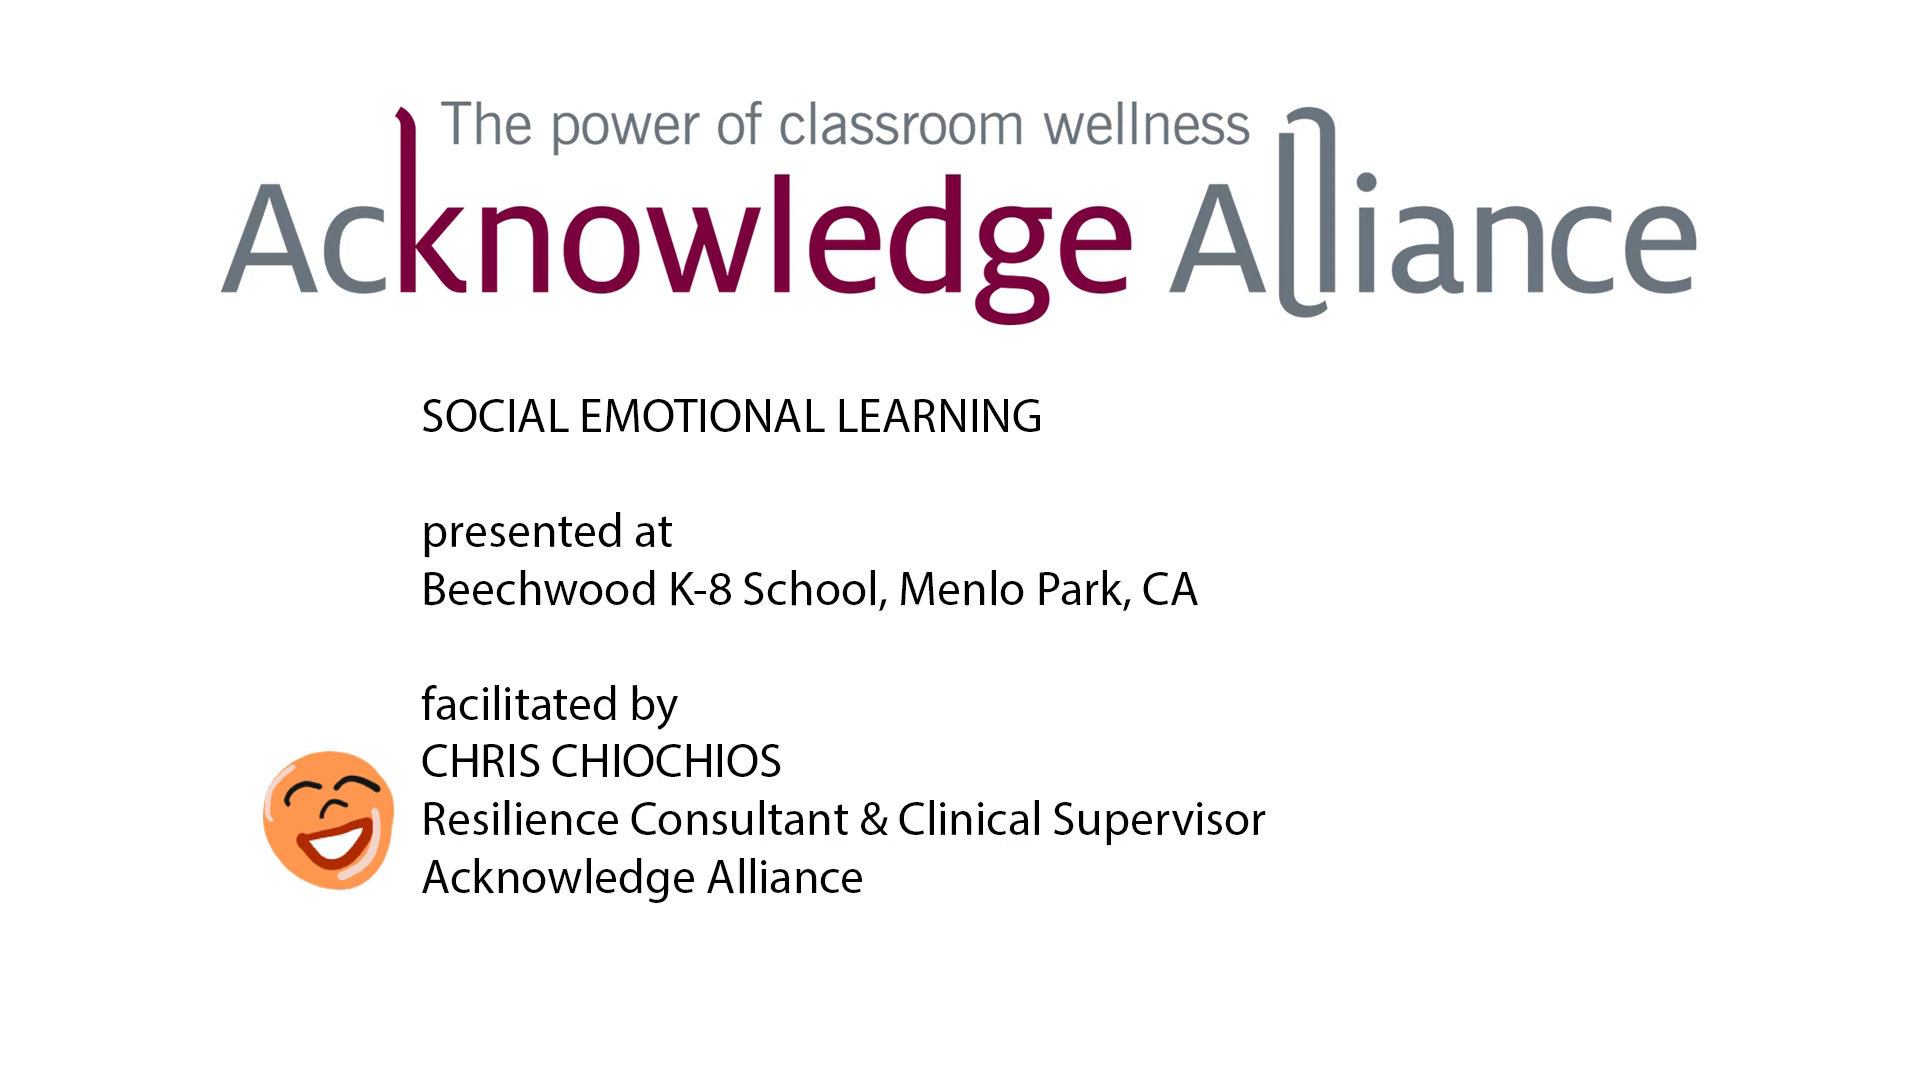 The power of classroom wellness
Acknowledge Alliance
SOCIAL EMOTIONAL LEARNING
presented at
Beechwood K-8 School, Menlo Park, CA
facilitated by
CHRIS CHIOCHIOS
Resilience Consultant & Clinical Supervisor
Acknowledge Alliance